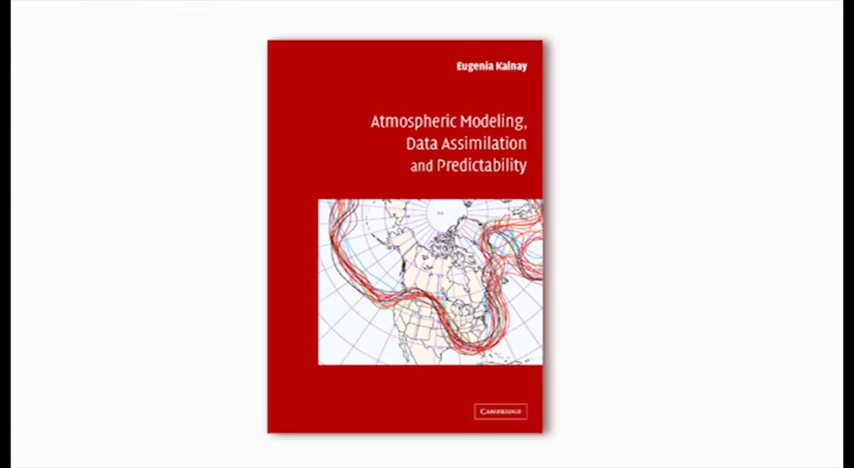 Eugenia Kalnay
Atmospheric Modeling,
Data Assimilation
and Predictability
CAMBRIDGE